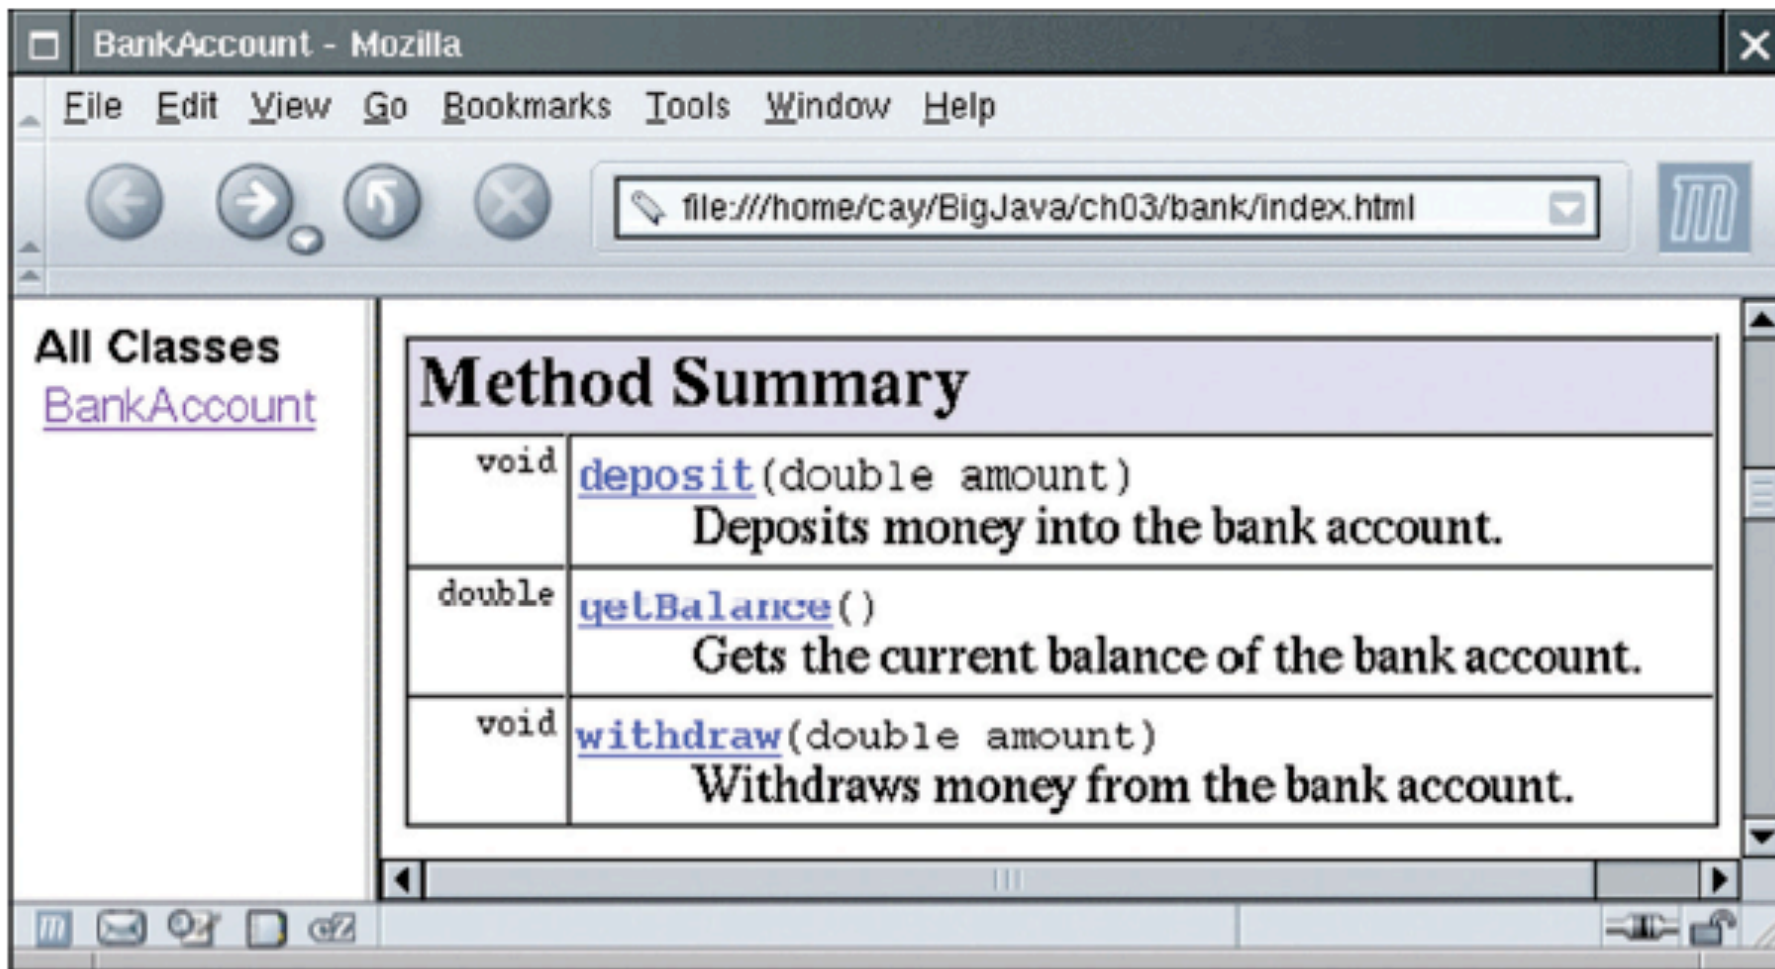 BankAccount - Mozilla
File Edit View Go Bookmarks Tools Window Help
file:///home/cay/BigJava/ch03/bank/index.html
All Classes
BankAccount
Method Summary
void deposit(double amount)
Deposits money into the bank account.
double getBalance()
Gets the current balance of the bank account.
void withdraw(double amount)
Withdraws money from the bank account.